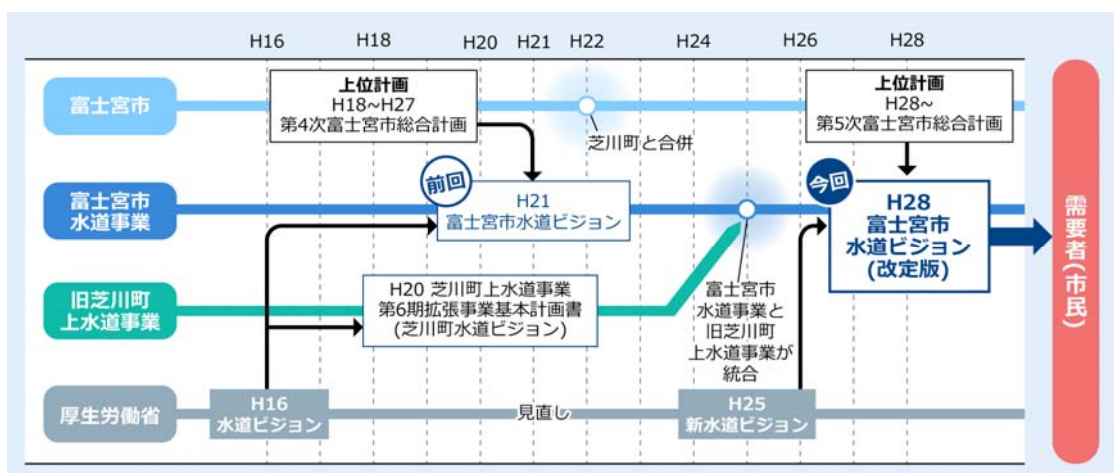 H16
H18
H20
H21
H22
H24
H26
H28
富士宮市
上位計画
H18~H27
第4次富士宮市総合計画
芝川町と合併
上位計画
H28~
第5次富士宮市総合計画
富士宮市
水道事業
前回
H21
富士宮市水道ビジョン
今回
H28
富士宮市
水道ビジョン
(改定版)
旧芝川町
上水道事業
H20 芝川町上水道事業
第6期拡張事業基本計画書
(芝川町水道ビジョン)
富士宮市
水道事業と
旧芝川町
上水道事業が
統合
厚生労働省
H16
水道ビジョン
見直し
H25
新水道ビジョン
需要者(市民)